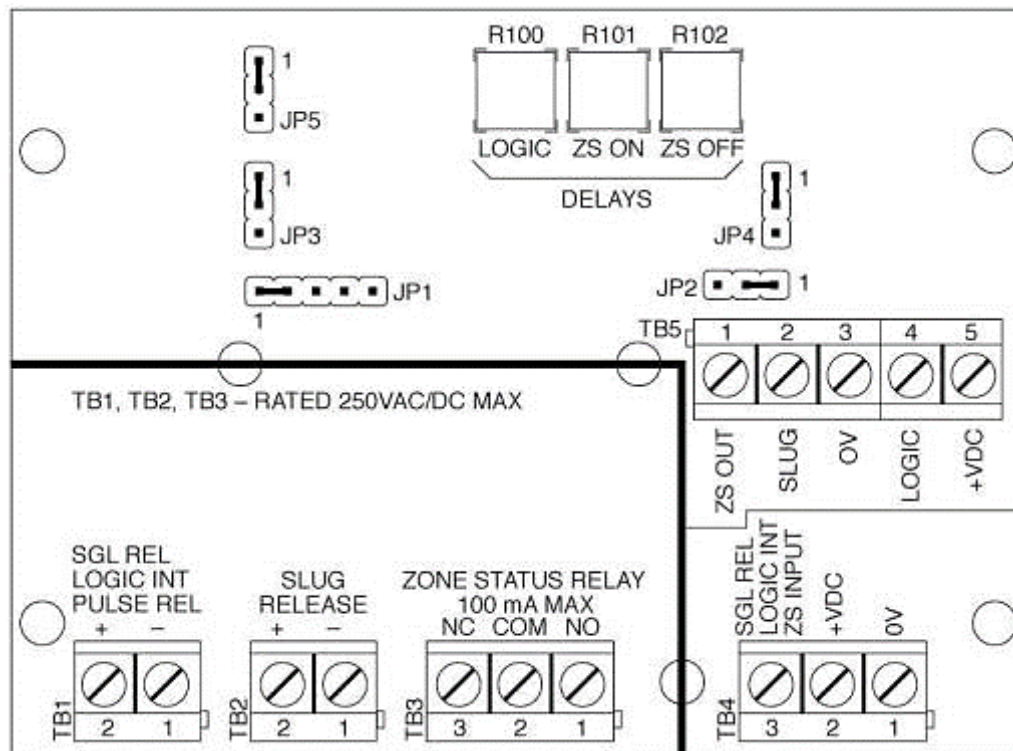 R100 R101 R102
1
JP5
LOGIC ZS ON ZS OFF
DELAYS
1
JP3
1
JP4
JP1
1
JP2 1
TB5 1 2 3 4 5
TB1, TB2, TB3 – RATED 250VAC/DC MAX
ZS OUT
SLUG
OV
LOGIC
+VDC
SGL REL
LOGIC INT
PULSE REL
+ –
SLUG
RELEASE
+ –
ZONE STATUS RELAY
100 mA MAX
NC COM NO
SGL REL
LOGIC INT
ZS INPUT
+VDC
0V
TB1 2 1
TB2 2 1
TB3 3 2 1
TB4 3 2 1